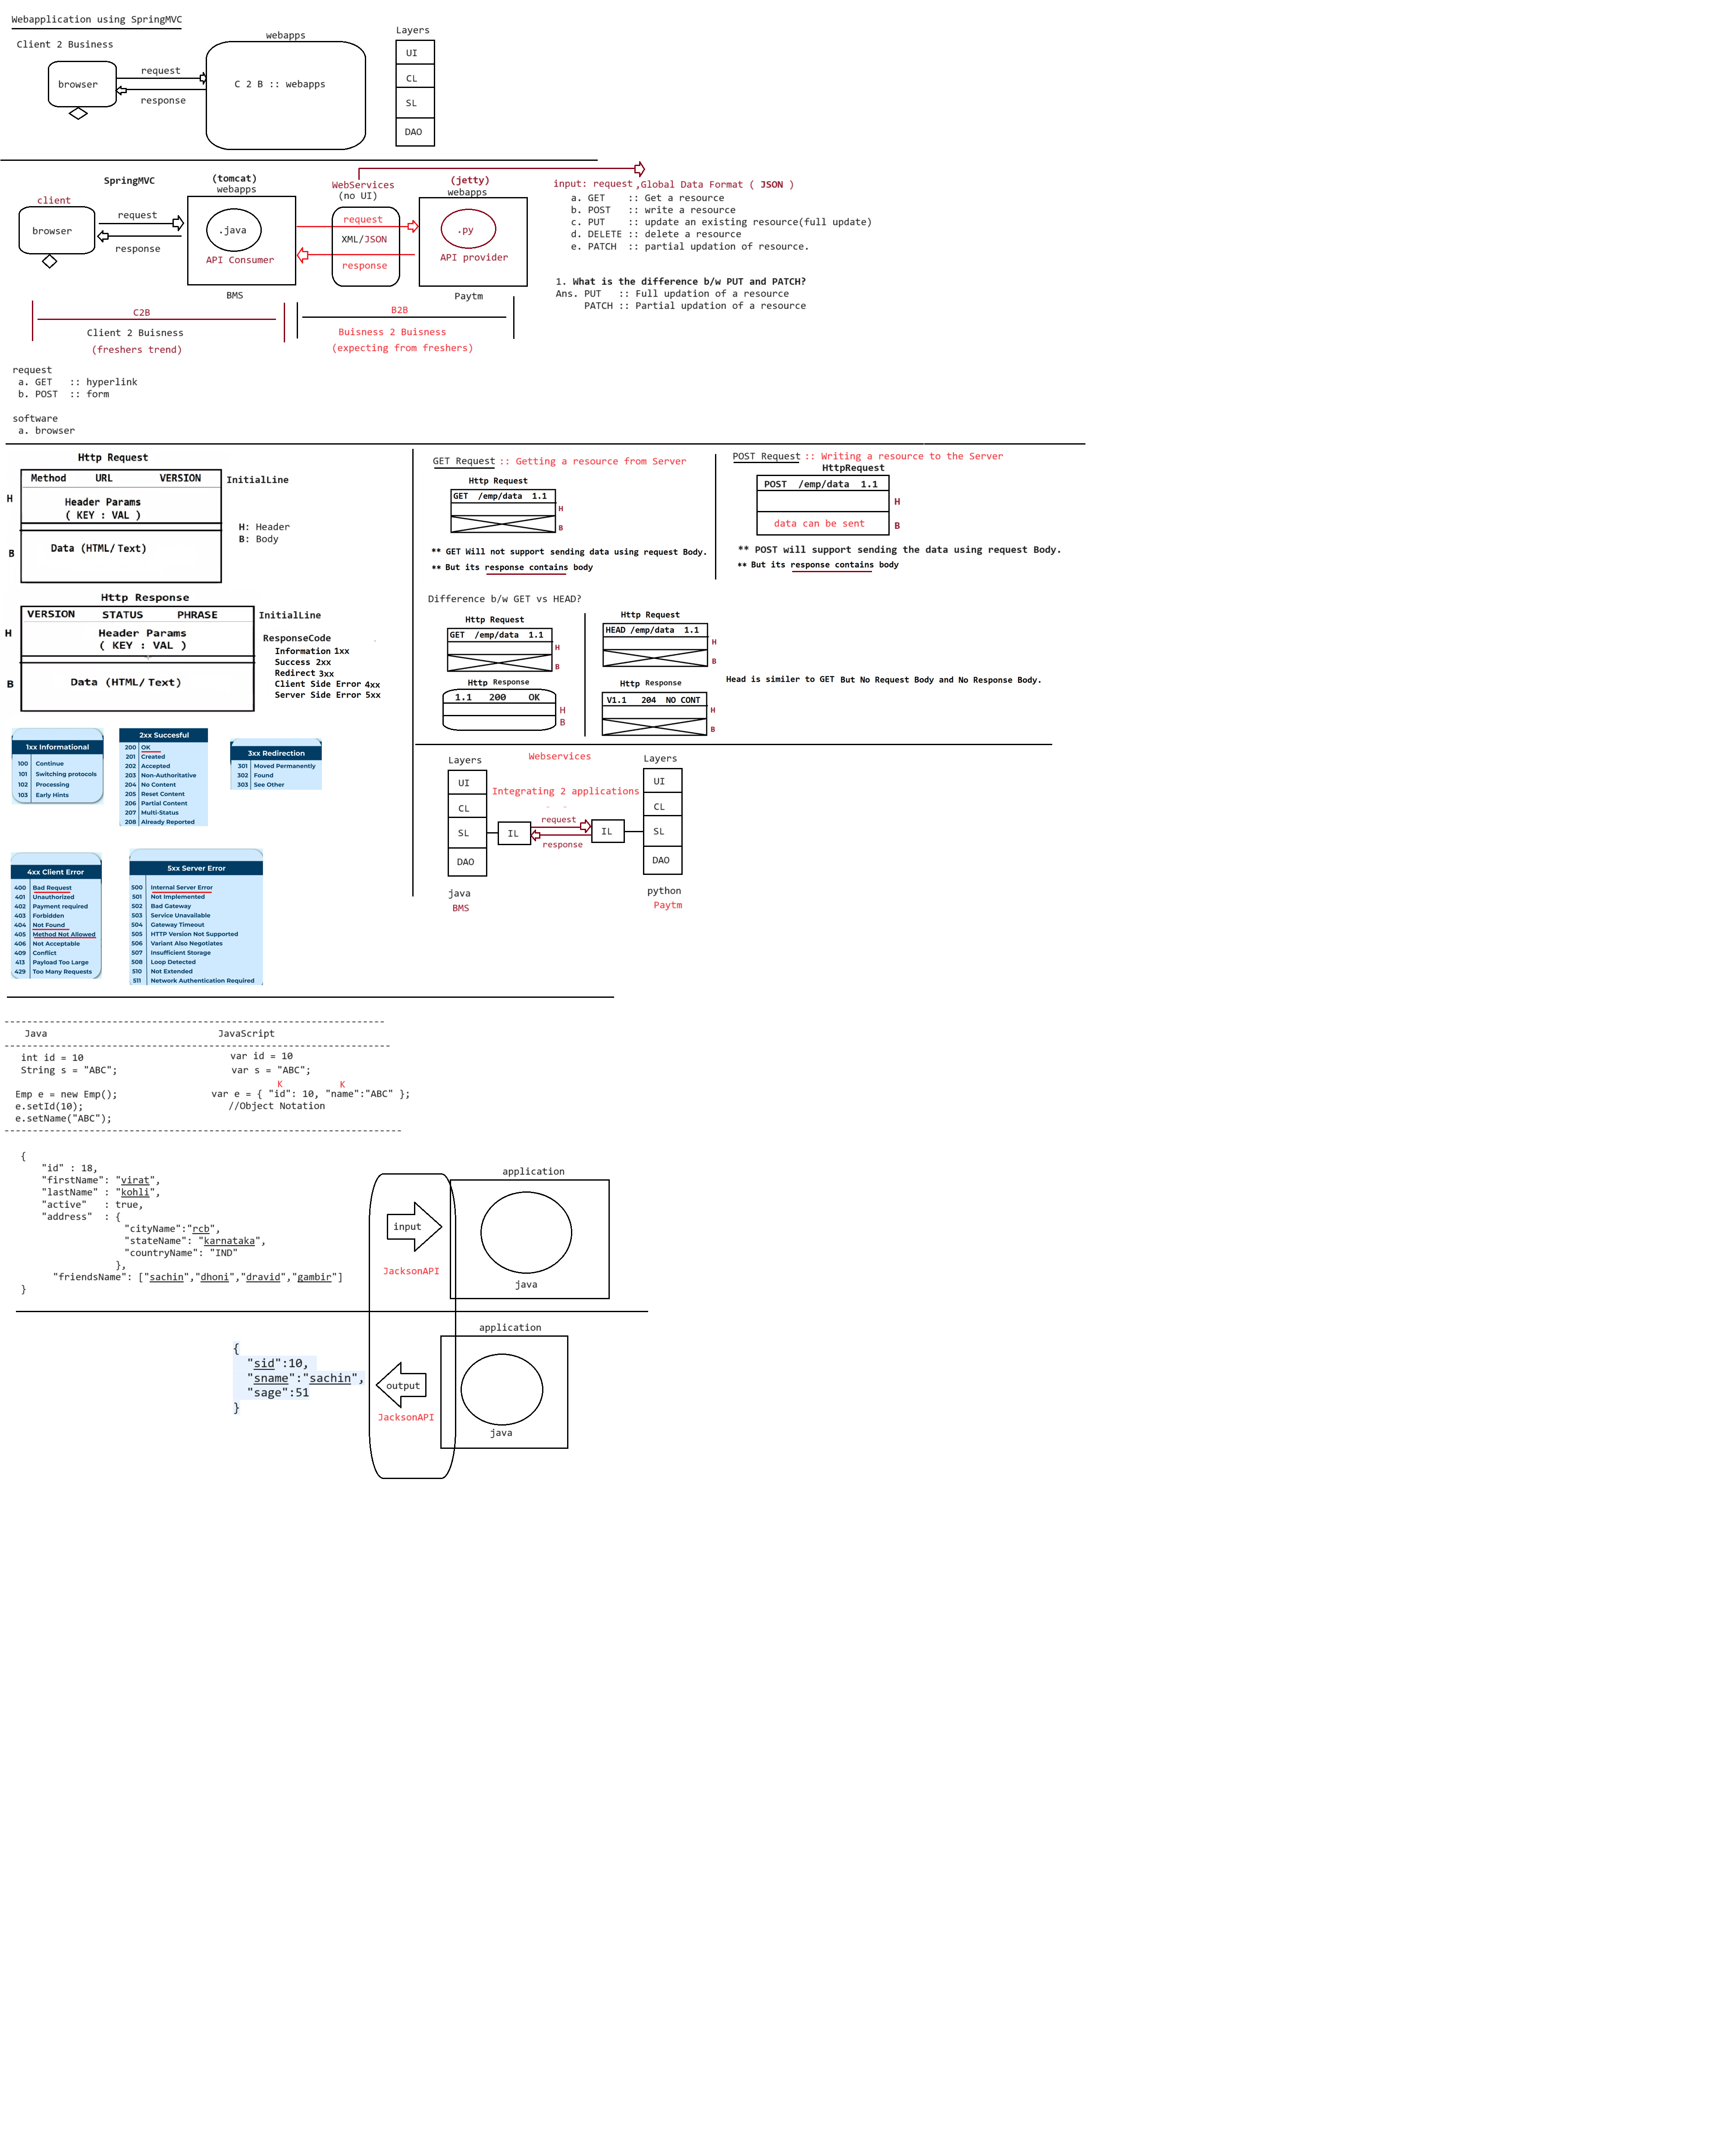 Webapplication using SpringMVC
Client 2 Business
browser
request
response
webapps
C 2 B :: webapps
Layers
UI
CL
SL
DAO
SpringMVC
client
browser
request
response
(tomcat)
webapps
.java
API Consumer
BMS
WebServices
(no UI)
request
XML/JSON
response
(jetty)
webapps
.py
API provider
Paytm
C2B
Client 2 Buisness
(freshers trend)
B2B
Buisness 2 Buisness
(expecting from freshers)
input: request ,Global Data Format ( JSON )
a. GET :: Get a resource
b. POST :: write a resource
c. PUT :: update an existing resource(full update)
d. DELETE :: delete a resource
e. PATCH :: partial updation of resource.
1. What is the difference b/w PUT and PATCH?
Ans. PUT :: Full updation of a resource
PATCH :: Partial updation of a resource
request
a. GET :: hyperlink
b. POST :: form
software
a. browser
Http Request
Method URL VERSION InitialLine
H
Header Params
( KEY : VAL )
B
Data (HTML/Text)
H: Header
B: Body
Http Response
VERSION STATUS PHRASE InitialLine
H
Header Params
( KEY : VAL )
B
Data (HTML/Text)
ResponseCode
Information 1xx
Success 2xx
Redirect 3xx
Client Side Error 4xx
Server Side Error 5xx
1xx Informational
100 Continue
101 Switching protocols
102 Processing
103 Early Hints
2xx Succesful
200 OK
201 Created
202 Accepted
203 Non-Authoritative
204 No Content
205 Reset Content
206 Partial Content
207 Multi-Status
208 Already Reported
3xx Redirection
301 Moved Permanently
302 Found
303 See Other
4xx Client Error
400 Bad Request
401 Unauthorized
402 Payment required
403 Forbidden
404 Not Found
405 Method Not Allowed
406 Not Acceptable
409 Conflict
413 Payload Too Large
429 Too Many Requests
5xx Server Error
500 Internal Server Error
501 Not Implemented
502 Bad Gateway
503 Service Unavailable
504 Gateway Timeout
505 HTTP Version Not Supported
506 Variant Also Negotiates
507 Insufficient Storage
508 Loop Detected
510 Not Extended
511 Network Authentication Required
GET Request :: Getting a resource from Server
Http Request
GET /emp/data 1.1
H
B
** GET Will not support sending data using request Body.
** But its response contains body
POST Request :: Writing a resource to the Server
HttpRequest
POST /emp/data 1.1
H
data can be sent
B
** POST will support sending the data using request Body.
** But its response contains body
Difference b/w GET vs HEAD?
Http Request
GET /emp/data 1.1
H
B
Http Response
1.1 200 OK
H
B
Http Request
HEAD /emp/data 1.1
H
B
Http Response
V1.1 204 NO CONT
H
B
Head is similer to GET But No Request Body and No Response Body.
Webservices
Layers
UI
CL
SL
DAO
java
BMS
Integrating 2 applications
IL
request
response
IL
Layers
UI
CL
SL
DAO
python
Paytm
Java JavaScript
int id = 10 var id = 10
String s = "ABC"; var s = "ABC";
K K
Emp e = new Emp(); var e = { "id": 10, "name":"ABC" };
e.setId(10); //Object Notation
e.setName("ABC");
{
"id" : 18,
"firstName": "virat",
"lastName" : "kohli",
"active" : true,
"address" : {
"cityName":"rcb",
"stateName": "karnataka",
"countryName": "IND"
},
"friendsName": ["sachin","dhoni","dravid","gambir"]
}
input
JacksonAPI
application
java
{
"sid":10,
"sname":"sachin",
"sage":51
}
output
JacksonAPI
application
java